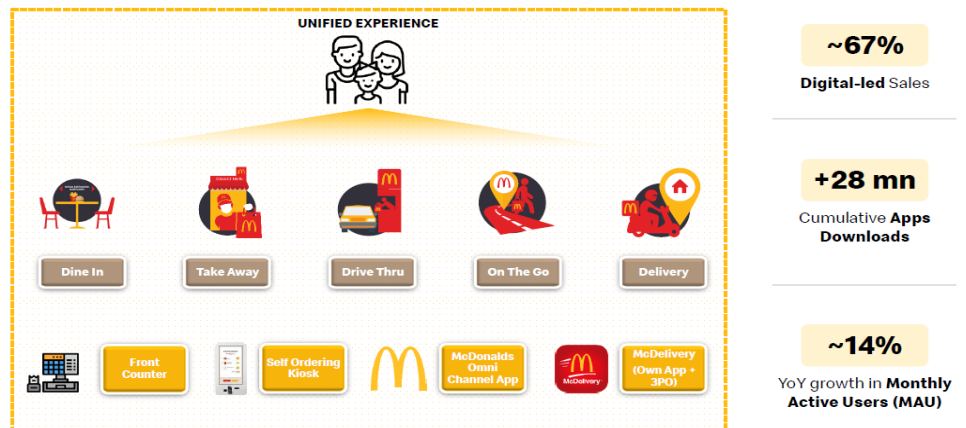 UNIFIED EXPERIENCE
Dine In
Take Away
Drive Thru
On The Go
Delivery
Front
Counter
Self Ordering
Kiosk
McDonalds
Omni
Channel App
McDelivery
McDelivery
(Own App +
3PO)
~67%
Digital-led Sales
+28 mn
Cumulative Apps
Downloads
~14%
YoY growth in Monthly
Active Users (MAU)